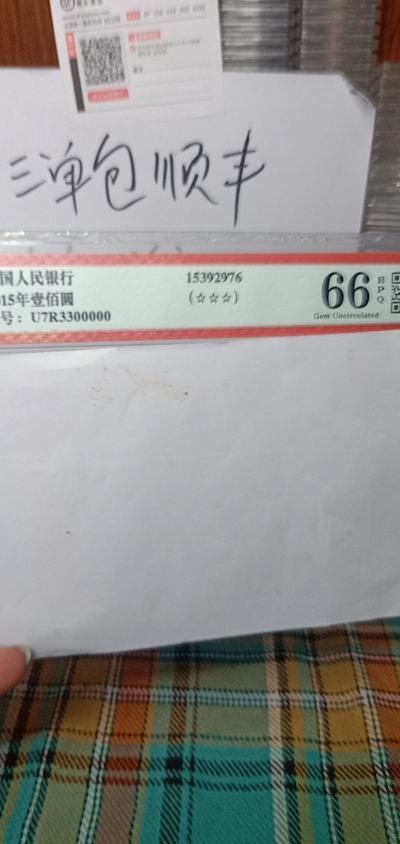 三单包顺丰
国人民银行 15392976
015年壹佰圆 (☆☆☆)
号: U7R3300000
66 EPQ
Gem Uncirculated